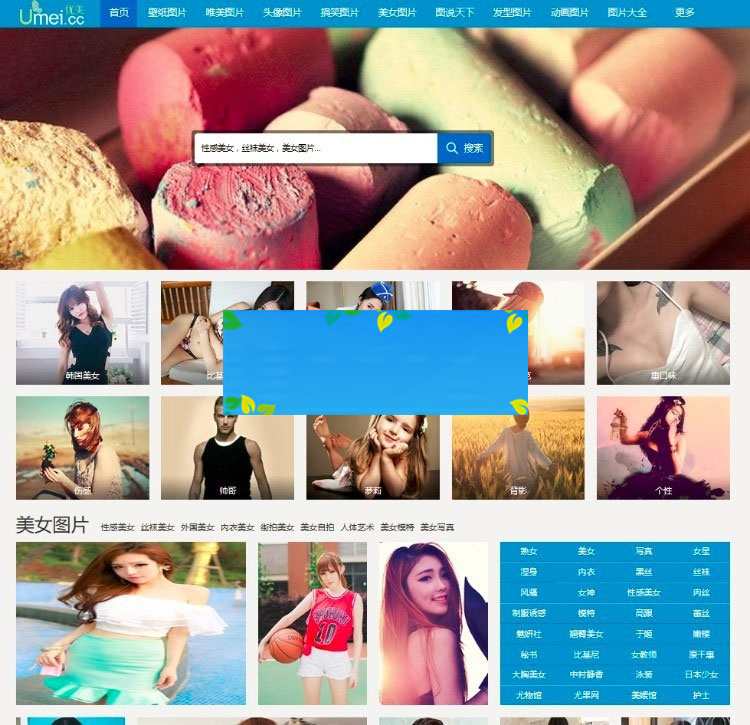 Umei.cc 优美
首页 壁纸图片 唯美图片 头像图片 搞笑图片 美女图片 图说天下 发型图片 动画图片 图片大全 更多
性感美女，丝袜美女，美女图片... 搜索
韩国美女 重口味
伤感 帅哥 萝莉 背影 个性
美女图片 性感美女 丝袜美女 外国美女 内衣美女 街拍美女 美女自拍 人体艺术 美女模特 美女写真
熟女 美女 写真 女星
湿身 内衣 黑丝 丝袜
风骚 女神 性感美女 肉丝
制服诱惑 模特 高跟 蕾丝
魅妍社 翘臀美女 于姬 嫩模
秘书 比基尼 女教师 原干惠
大胸美女 中村静香 泳装 日本少女
尤物馆 尤果网 美媛馆 护士